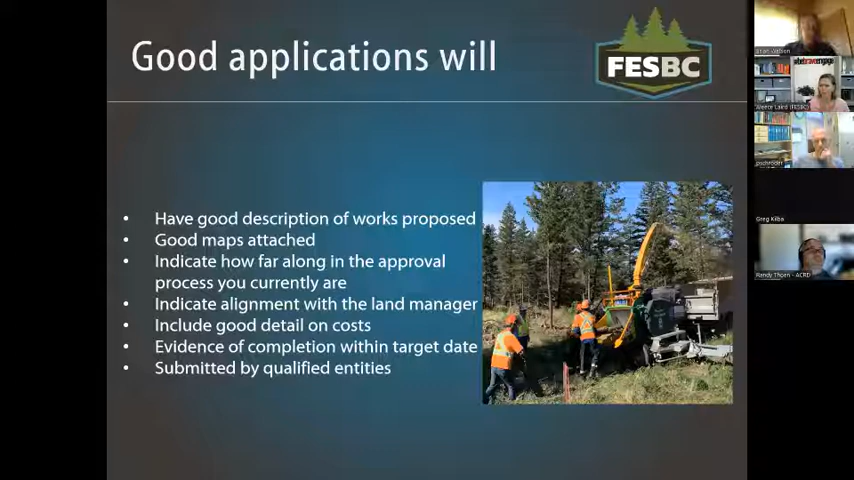 Good applications will
FESBC
• Have good description of works proposed
• Good maps attached
• Indicate how far along in the approval
process you currently are
• Indicate alignment with the land manager
• Include good detail on costs
• Evidence of completion within target date
• Submitted by qualified entities
Greg Kilba
Randy Thoen - ACRD